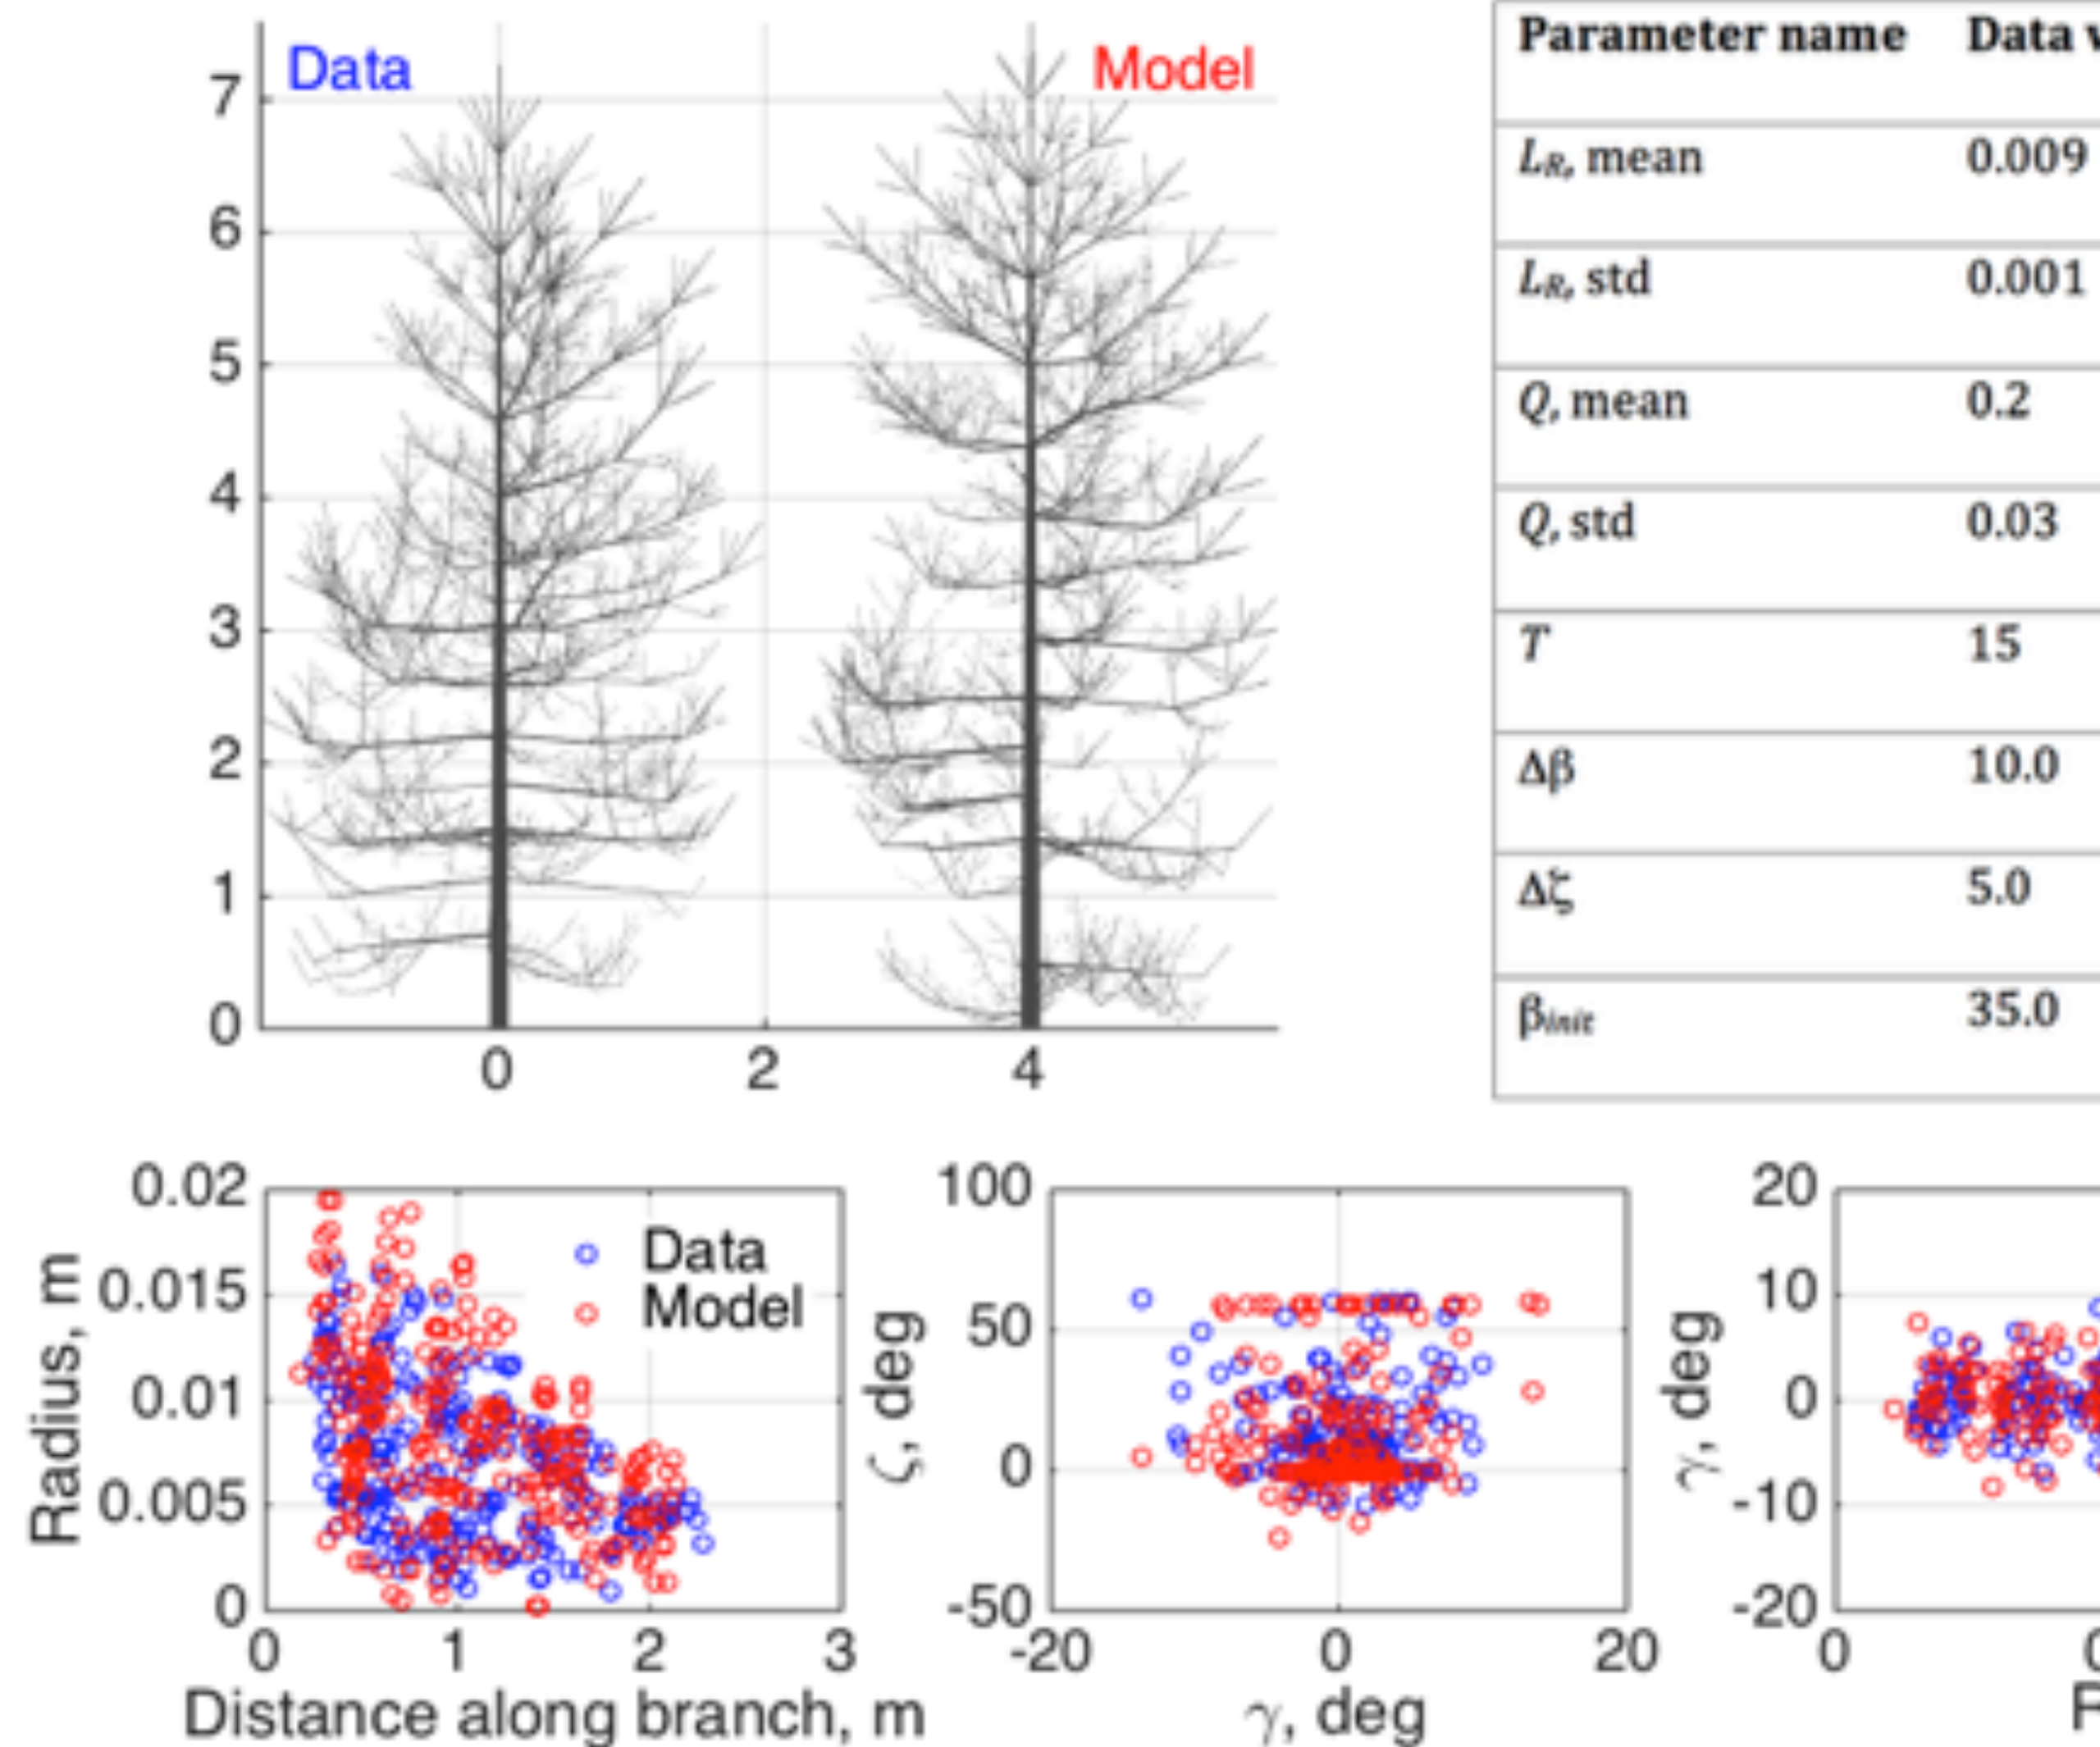 Data
Model
7
6
5
4
3
2
1
0
0 2 4
Parameter name Data v
L_R, mean 0.009
L_R, std 0.001
Q, mean 0.2
Q, std 0.03
T 15
Δβ 10.0
Δζ 5.0
β_init 35.0
Radius, m
0.02
0.015
0.01
0.005
0
0 1 2 3
Distance along branch, m
Data
Model
ζ, deg
100
50
0
-50
-20 0 20
γ, deg
γ, deg
20
10
0
-10
-20
0